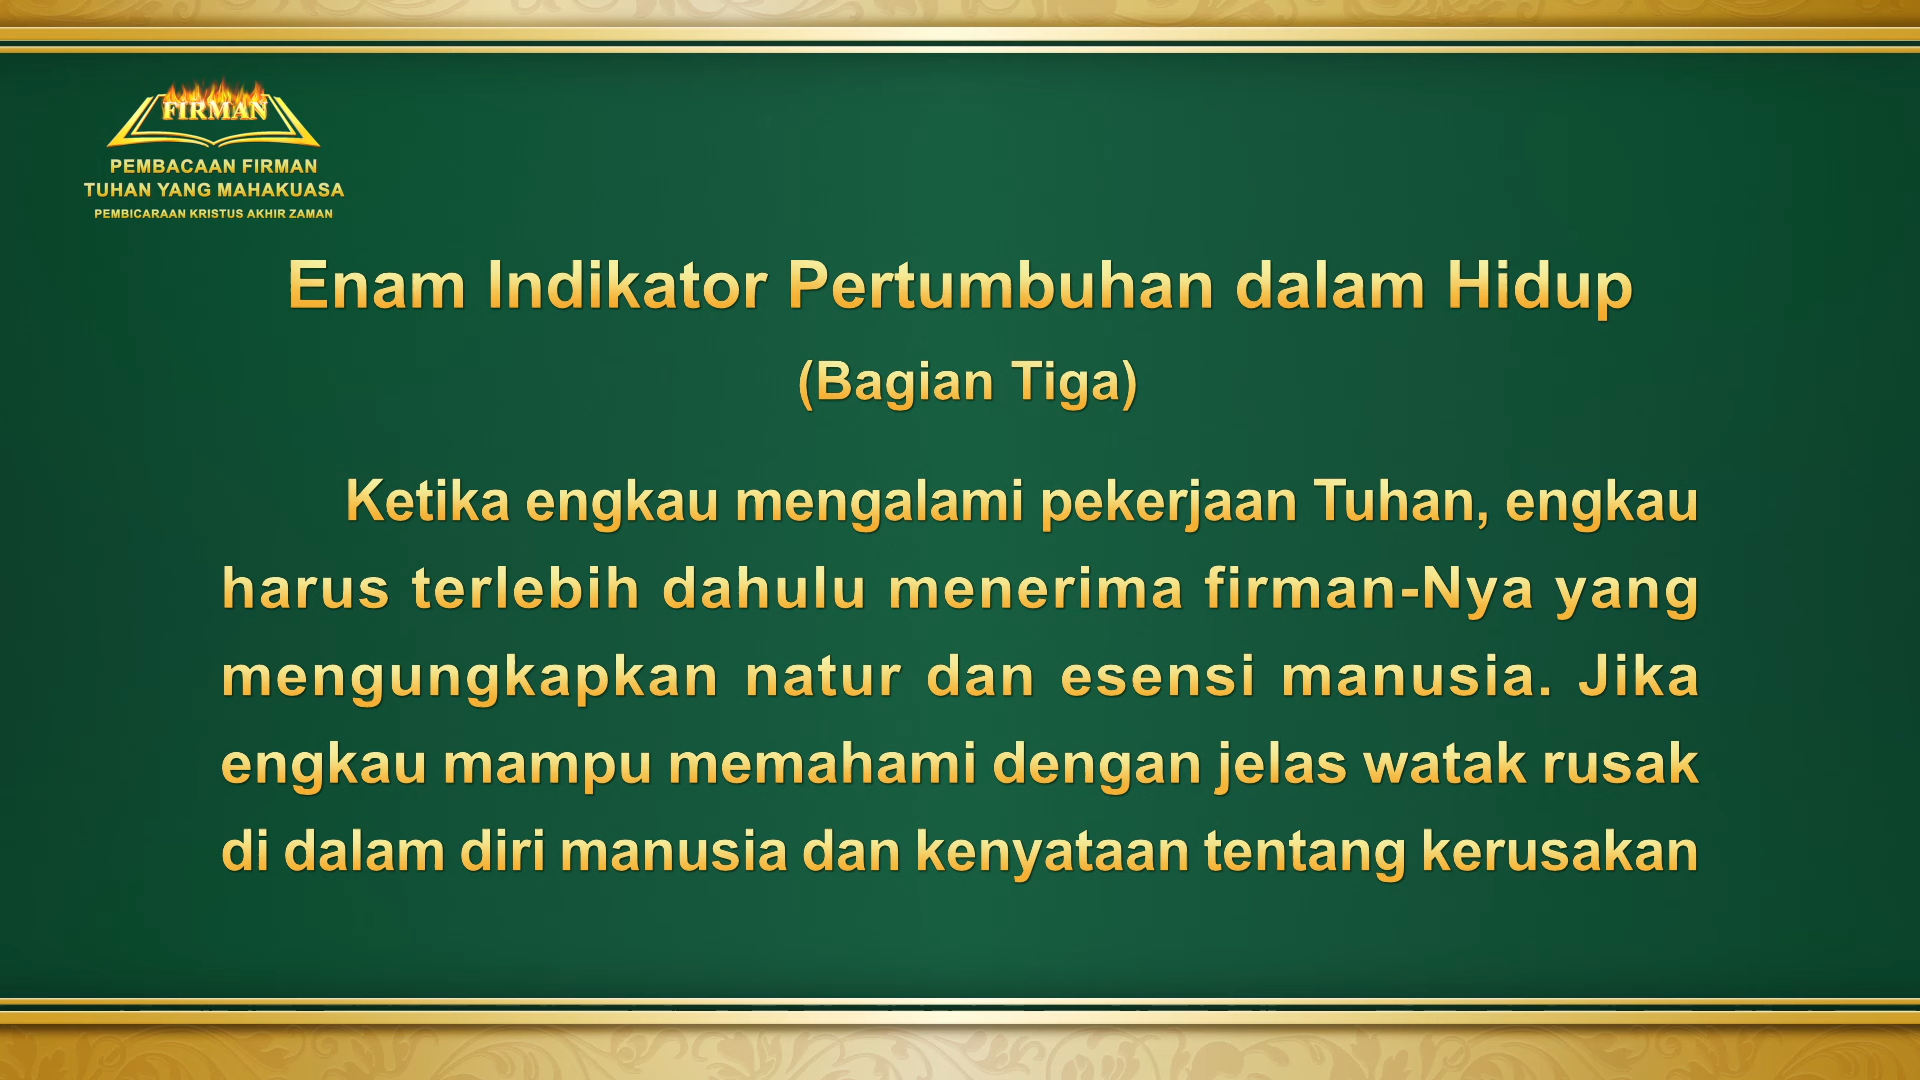 FIRMAN
PEMBACAAN FIRMAN
TUHAN YANG MAHAKUASA
PEMBICARAAN KRISTUS AKHIR ZAMAN
Enam Indikator Pertumbuhan dalam Hidup
(Bagian Tiga)
Ketika engkau mengalami pekerjaan Tuhan, engkau
harus terlebih dahulu menerima firman-Nya yang
mengungkapkan natur dan esensi manusia. Jika
engkau mampu memahami dengan jelas watak rusak
di dalam diri manusia dan kenyataan tentang kerusakan